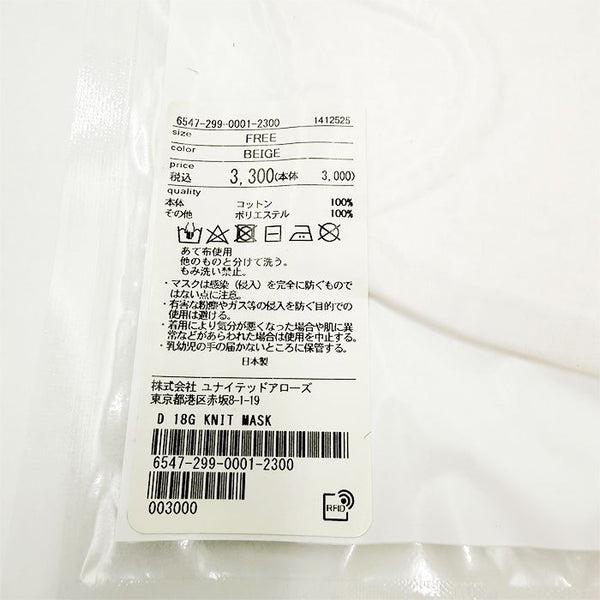 6547-299-0001-2300 1412525
size FREE
color BEIGE
price
税込 3,300(本体 3,000)
quality
本体 コットン 100%
その他 ポリエステル 100%
あて布使用
他のものと分けて洗う。
もみ洗い禁止。
・マスクは感染（侵入）を完全に防ぐもので
はない点に注意。
・有害な粉塵やガス等の侵入を防ぐ目的での
使用は避ける。
・着用により気分が悪くなった場合や肌に異
常などがあらわれた場合は使用を中止する。
・乳幼児の手の届かないところに保管する。
日本製
株式会社 ユナイテッドアローズ
東京都港区赤坂8-1-19
D 18G KNIT MASK
6547-299-0001-2300
003000
RFID